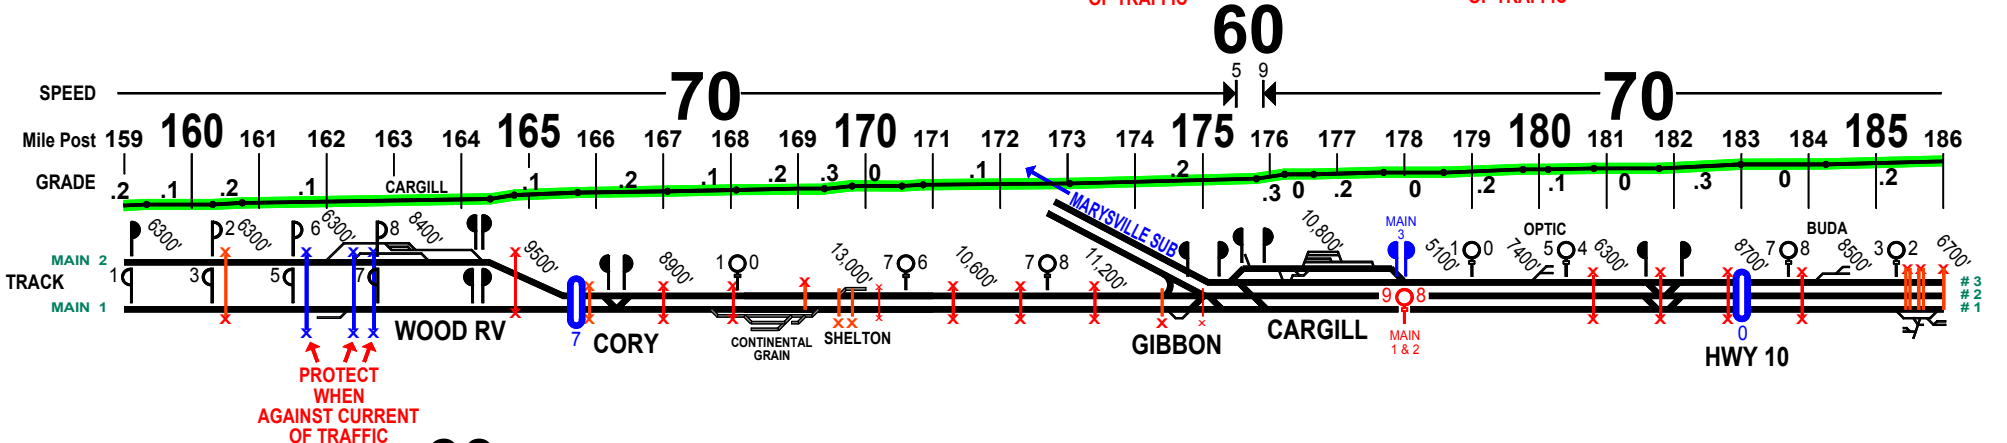 OF TRAFFIC
OF TRAFFIC
60
5 9
SPEED 70 70
Mile Post 159 160 161 162 163 164 165 166 167 168 169 170 171 172 173 174 175 176 177 178 179 180 181 182 183 184 185 186
GRADE .2 .1 .2 .1 CARGILL .1 .2 .1 .2 .3 0 .1 .2 .3 0 .2 0 .2 .1 0 .3 0 .2
MARYSVILLE SUB
6300' 2 6300' 6 6300' 8 8400' 10,800' MAIN 3 OPTIC BUDA
MAIN 2 9500' 8900' 1 0 13,000' 7 6 10,600' 7 8 11,200' 5100' 1 0 7400' 5 4 6300' 8700' 7 8 8500' 3 2 6700'
TRACK 1 3 5 7 # 3
9 8 # 2
MAIN 1 # 1
WOOD RV 7 CORY CONTINENTAL GRAIN SHELTON GIBBON CARGILL MAIN 1 & 2 0 HWY 10
PROTECT
WHEN
AGAINST CURRENT
OF TRAFFIC